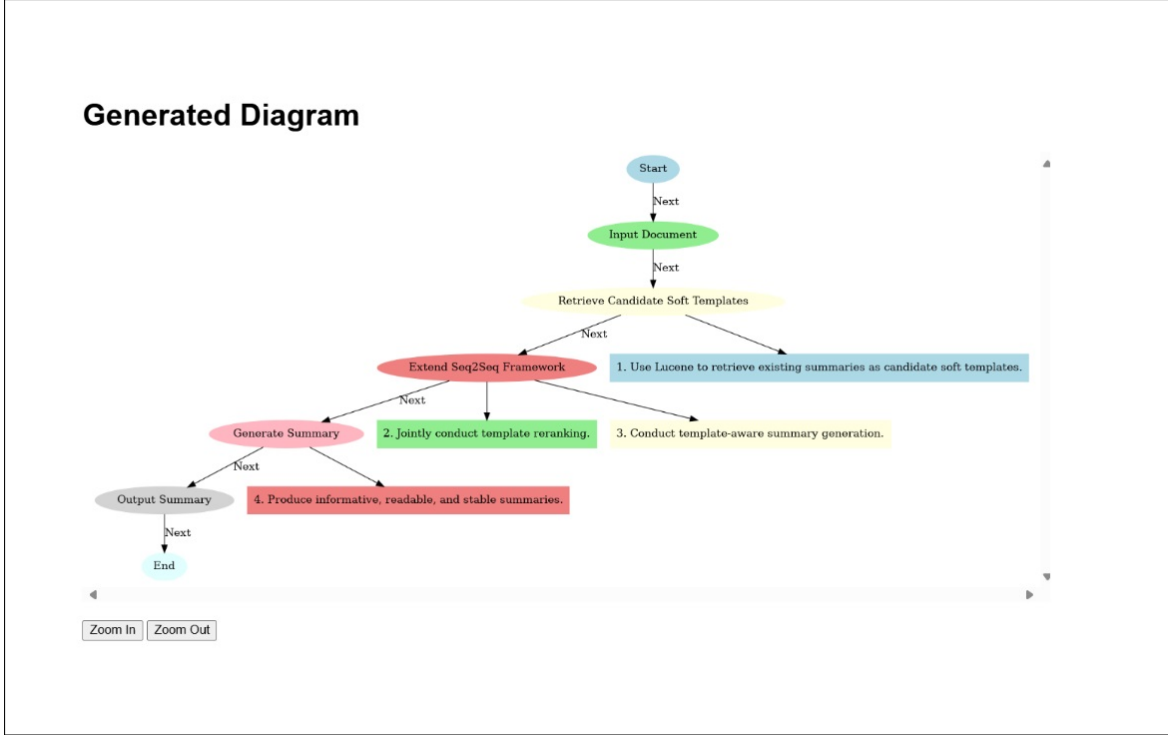 Generated Diagram
Start
Next
Input Document
Next
Retrieve Candidate Soft Templates
Next
Extend Seq2Seq Framework
1. Use Lucene to retrieve existing summaries as candidate soft templates.
Next
Generate Summary
2. Jointly conduct template reranking.
3. Conduct template-aware summary generation.
Next
Output Summary
4. Produce informative, readable, and stable summaries.
Next
End
Zoom In
Zoom Out